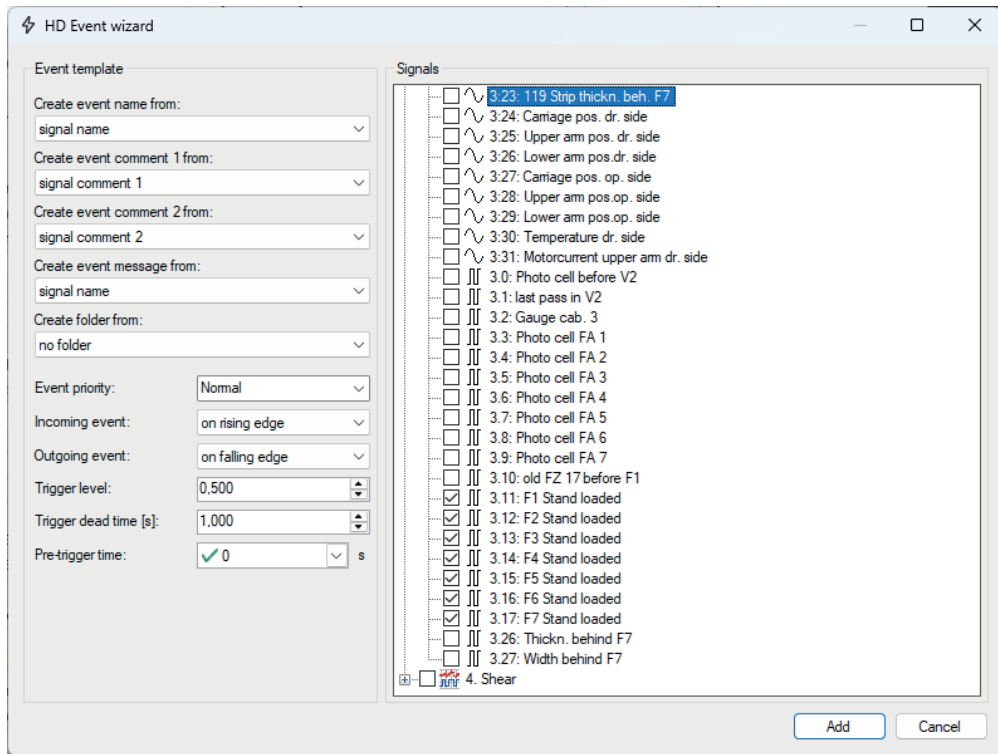 HD Event wizard
Event template
Create event name from:
signal name
Create event comment 1 from:
signal comment 1
Create event comment 2 from:
signal comment 2
Create event message from:
signal name
Create folder from:
no folder
Event priority:
Normal
Incoming event:
on rising edge
Outgoing event:
on falling edge
Trigger level:
0,500
Trigger dead time [s]:
1,000
Pre-trigger time:
0
s
Signals
3:23: 119 Strip thickn. beh. F7
3:24: Carriage pos. dr. side
3:25: Upper arm pos. dr. side
3:26: Lower arm pos.dr. side
3:27: Carriage pos. op. side
3:28: Upper arm pos.op. side
3:29: Lower arm pos.op. side
3:30: Temperature dr. side
3:31: Motorcurrent upper arm dr. side
3.0: Photo cell before V2
3.1: last pass in V2
3.2: Gauge cab. 3
3.3: Photo cell FA 1
3.4: Photo cell FA 2
3.5: Photo cell FA 3
3.6: Photo cell FA 4
3.7: Photo cell FA 5
3.8: Photo cell FA 6
3.9: Photo cell FA 7
3.10: old FZ 17 before F1
3.11: F1 Stand loaded
3.12: F2 Stand loaded
3.13: F3 Stand loaded
3.14: F4 Stand loaded
3.15: F5 Stand loaded
3.16: F6 Stand loaded
3.17: F7 Stand loaded
3.26: Thickn. behind F7
3.27: Width behind F7
4. Shear
Add
Cancel